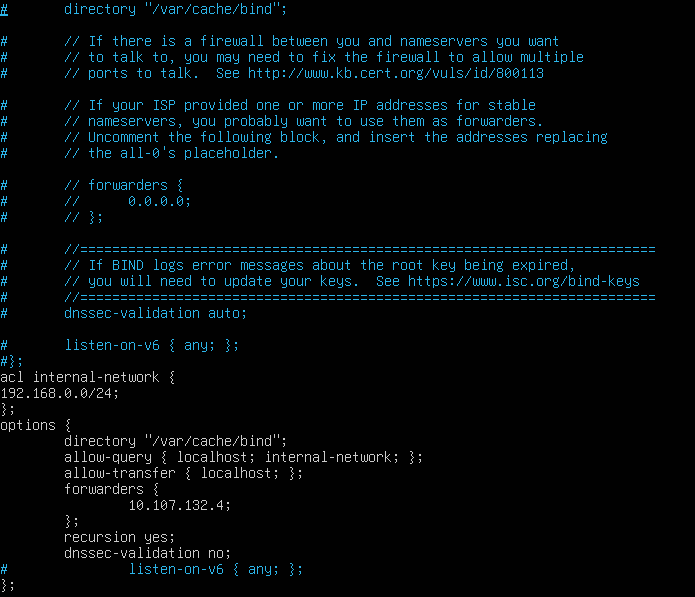 #       directory "/var/cache/bind";
#       // If there is a firewall between you and nameservers you want
#       // to talk to, you may need to fix the firewall to allow multiple
#       // ports to talk.  See http://www.kb.cert.org/vuls/id/800113
#       // If your ISP provided one or more IP addresses for stable
#       // nameservers, you probably want to use them as forwarders.
#       // Uncomment the following block, and insert the addresses replacing
#       // the all-0's placeholder.
#       // forwarders {
#       //      0.0.0.0;
#       // };
#       //========================================================================
#       // If BIND logs error messages about the root key being expired,
#       // you will need to update your keys.  See https://www.isc.org/bind-keys
#       //========================================================================
#       dnssec-validation auto;
#       listen-on-v6 { any; };
#};
acl internal-network {
192.168.0.0/24;
};
options {
        directory "/var/cache/bind";
        allow-query { localhost; internal-network; };
        allow-transfer { localhost; };
        forwarders {
                10.107.132.4;
        };
        recursion yes;
        dnssec-validation no;
#               listen-on-v6 { any; };
};